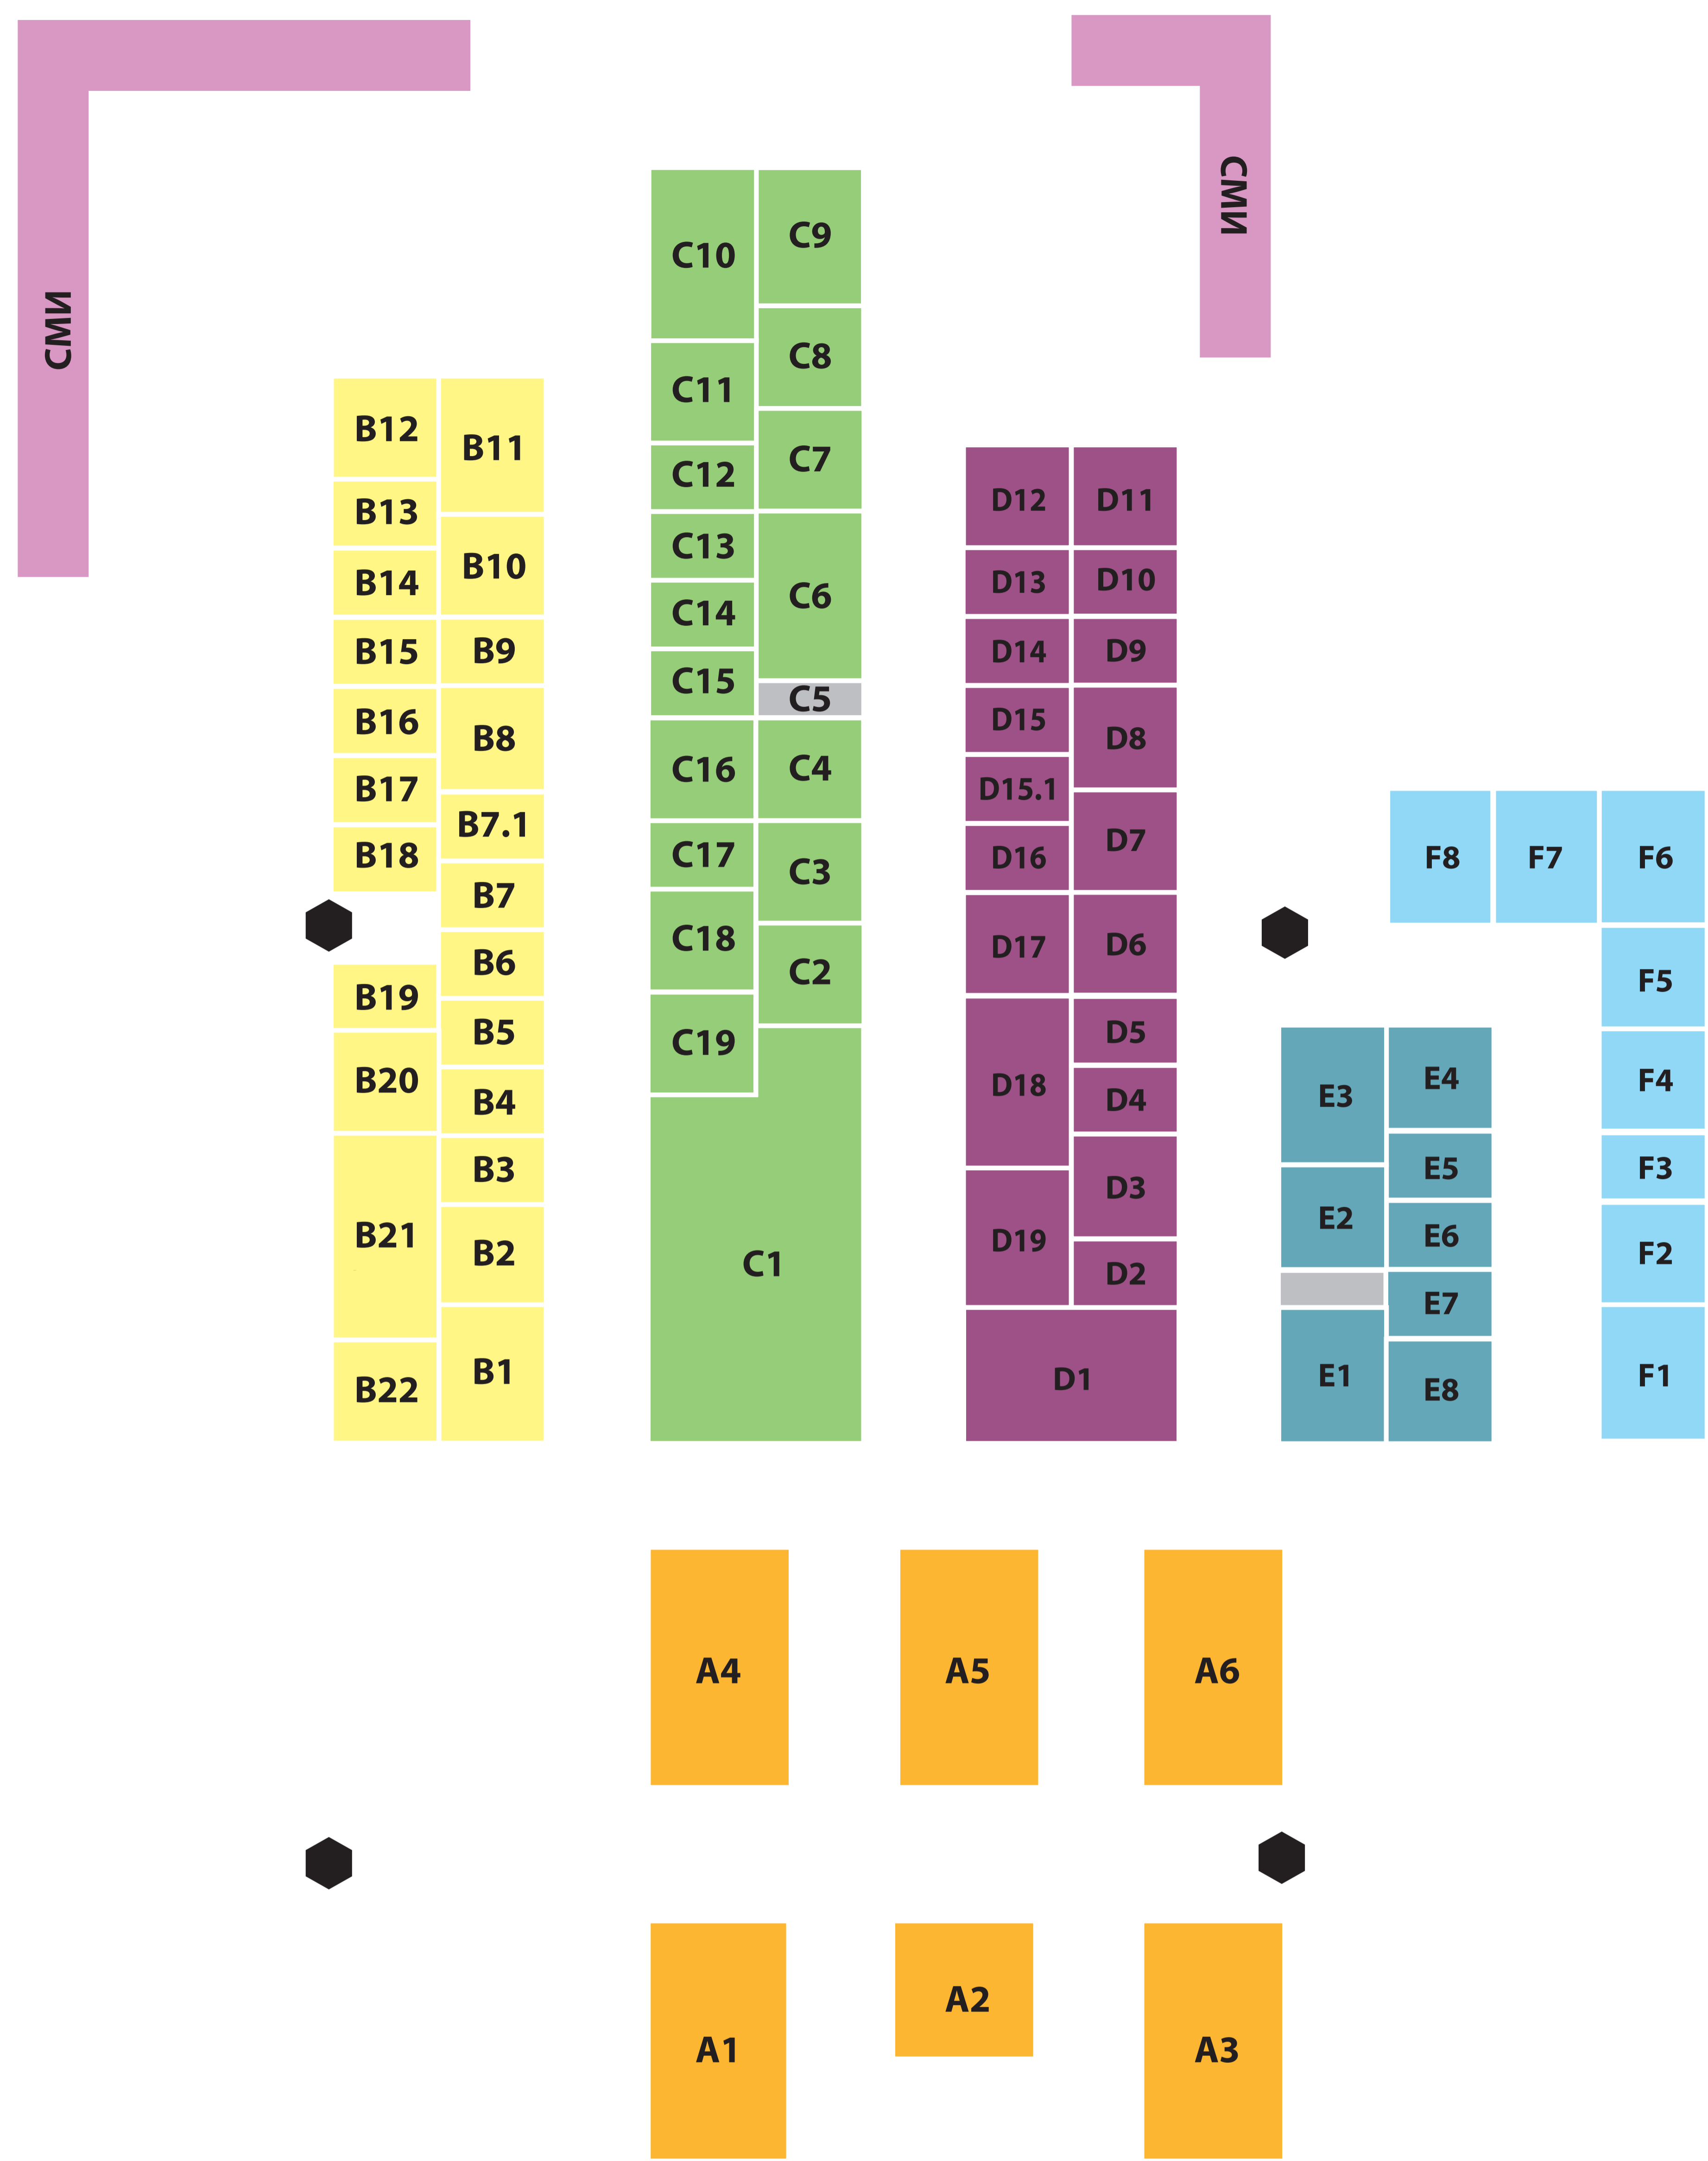 СМИ
СМИ
C10
C9
C8
C11
C7
C12
C13
C6
C14
C15
C5
C16
C4
C17
C3
C18
C2
C19
C1
B12
B11
B13
B10
B14
B15
B9
B16
B8
B17
B7.1
B18
B7
B6
B19
B5
B20
B4
B3
B21
B2
B22
B1
D12
D11
D13
D10
D14
D9
D15
D8
D15.1
D7
D16
D17
D6
D5
D18
D4
D3
D19
D2
D1
F8
F7
F6
F5
F4
F3
F2
F1
E3
E4
E5
E2
E6
E7
E1
E8
A4
A5
A6
A2
A1
A3